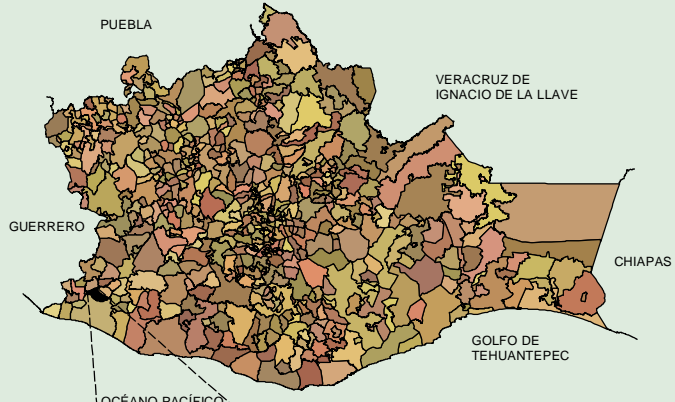 PUEBLA
VERACRUZ DE
IGNACIO DE LA LLAVE
GUERRERO
CHIAPAS
GOLFO DE
TEHUANTEPEC
OCÉANO PACÍFICO